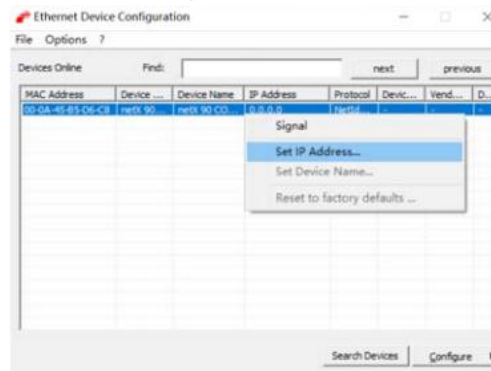 Ethernet Device Configuration
File Options ?
Devices Online Find: next previous
MAC Address Device ... Device Name IP Address Protocol Devic... Vend... D...
00-0A-45-B5-D6-C8 netX 90... netX 90 CO... 0.0.0.0 NetId... - -
Signal
Set IP Address...
Set Device Name...
Reset to factory defaults ...
Search Devices Configure